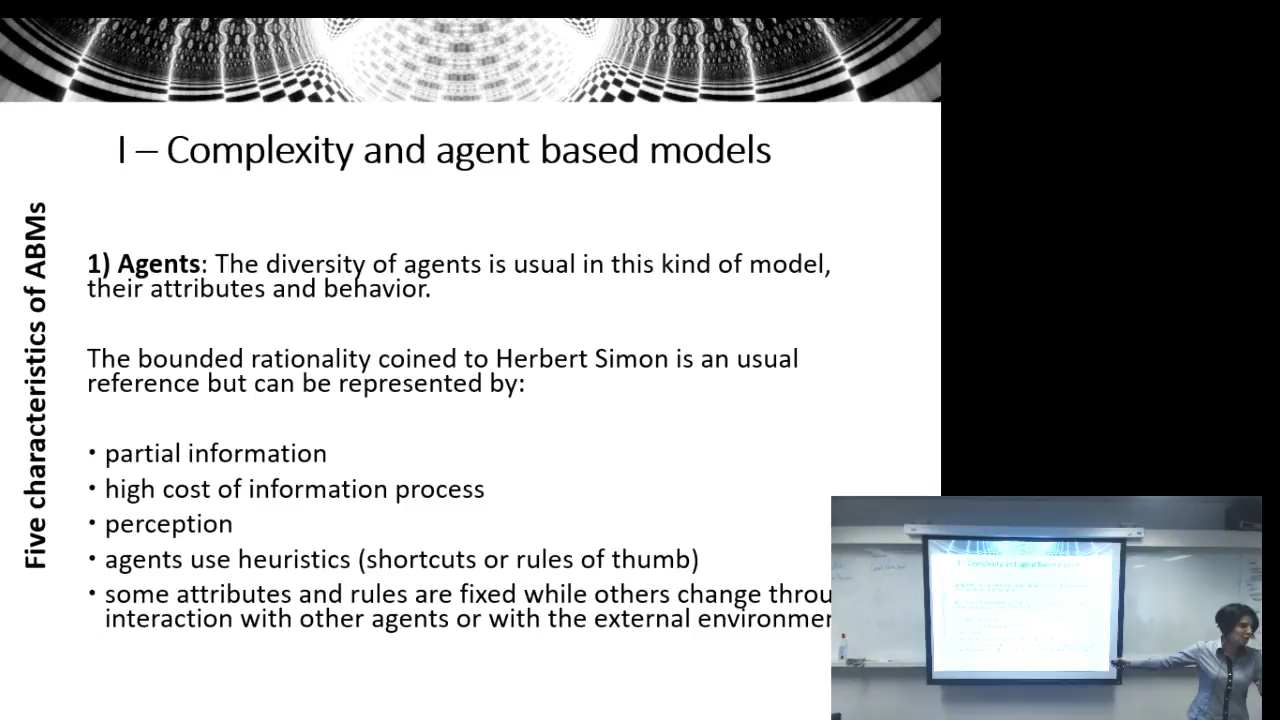 I – Complexity and agent based models
Five characteristics of ABMs
1) Agents: The diversity of agents is usual in this kind of model,
their attributes and behavior.
The bounded rationality coined to Herbert Simon is an usual
reference but can be represented by:
• partial information
• high cost of information process
• perception
• agents use heuristics (shortcuts or rules of thumb)
• some attributes and rules are fixed while others change throu
interaction with other agents or with the external environmen